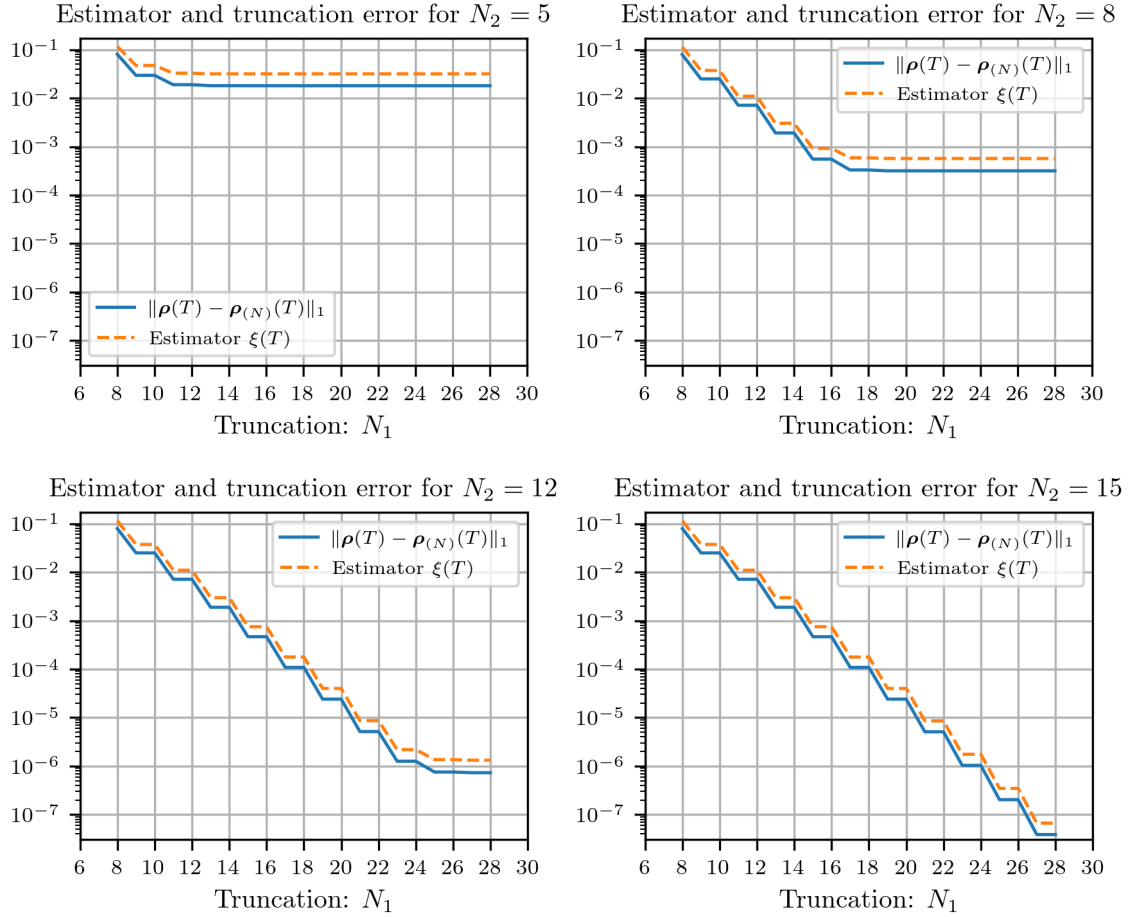 Estimator and truncation error for $N_2 = 5$
10⁻¹
10⁻²
10⁻³
10⁻⁴
10⁻⁵
10⁻⁶
10⁻⁷
‖ρ(T) − ρ₍N₎(T)‖₁
Estimator ξ(T)
6 8 10 12 14 16 18 20 22 24 26 28 30
Truncation: N₁
Estimator and truncation error for N₂ = 8
10⁻¹
10⁻²
10⁻³
10⁻⁴
10⁻⁵
10⁻⁶
10⁻⁷
‖ρ(T) − ρ₍N₎(T)‖₁
Estimator ξ(T)
6 8 10 12 14 16 18 20 22 24 26 28 30
Truncation: N₁
Estimator and truncation error for N₂ = 12
10⁻¹
10⁻²
10⁻³
10⁻⁴
10⁻⁵
10⁻⁶
10⁻⁷
‖ρ(T) − ρ₍N₎(T)‖₁
Estimator ξ(T)
6 8 10 12 14 16 18 20 22 24 26 28 30
Truncation: N₁
Estimator and truncation error for N₂ = 15
10⁻¹
10⁻²
10⁻³
10⁻⁴
10⁻⁵
10⁻⁶
10⁻⁷
‖ρ(T) − ρ₍N₎(T)‖₁
Estimator ξ(T)
6 8 10 12 14 16 18 20 22 24 26 28 30
Truncation: N₁